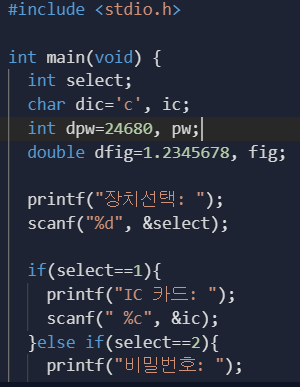 #include <stdio.h>
int main(void) {
int select;
char dic='c', ic;
int dpw=24680, pw;
double dfig=1.2345678, fig;
printf("장치선택: ");
scanf("%d", &select);
if(select==1){
printf("IC 카드: ");
scanf(" %c", &ic);
}else if(select==2){
printf("비밀번호: ");